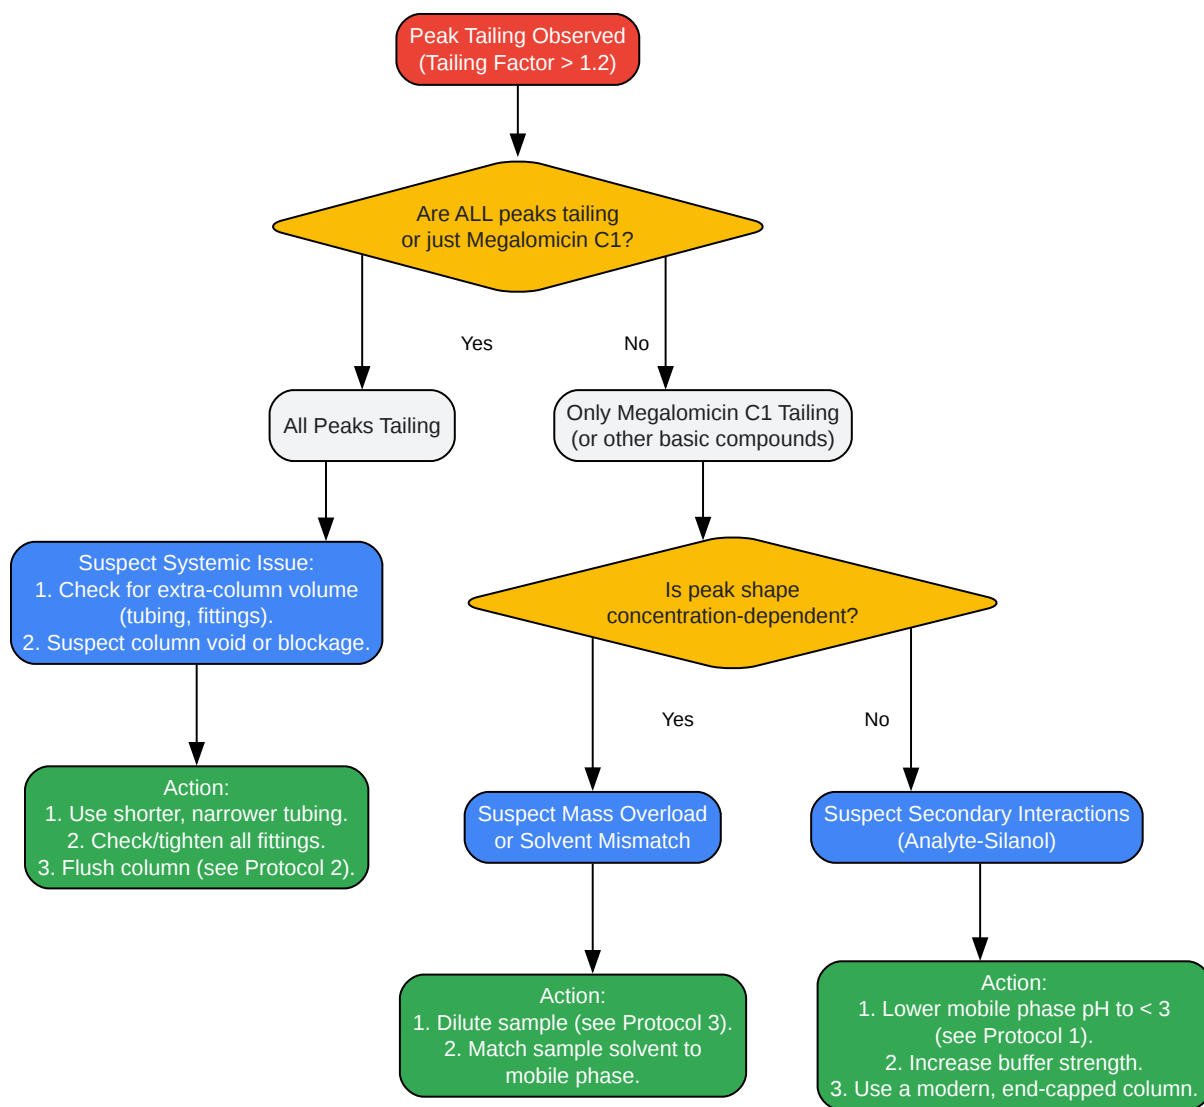 Peak Tailing Observed
(Tailing Factor > 1.2)
Are ALL peaks tailing
or just Megalomicin C1?
Yes
No
All Peaks Tailing
Only Megalomicin C1 Tailing
(or other basic compounds)
Suspect Systemic Issue:
1. Check for extra-column volume
(tubing, fittings).
2. Suspect column void or blockage.
Is peak shape
concentration-dependent?
Yes
No
Action:
1. Use shorter, narrower tubing.
2. Check/tighten all fittings.
3. Flush column (see Protocol 2).
Suspect Mass Overload
or Solvent Mismatch
Suspect Secondary Interactions
(Analyte-Silanol)
Action:
1. Dilute sample (see Protocol 3).
2. Match sample solvent to
mobile phase.
Action:
1. Lower mobile phase pH to < 3
(see Protocol 1).
2. Increase buffer strength.
3. Use a modern, end-capped column.